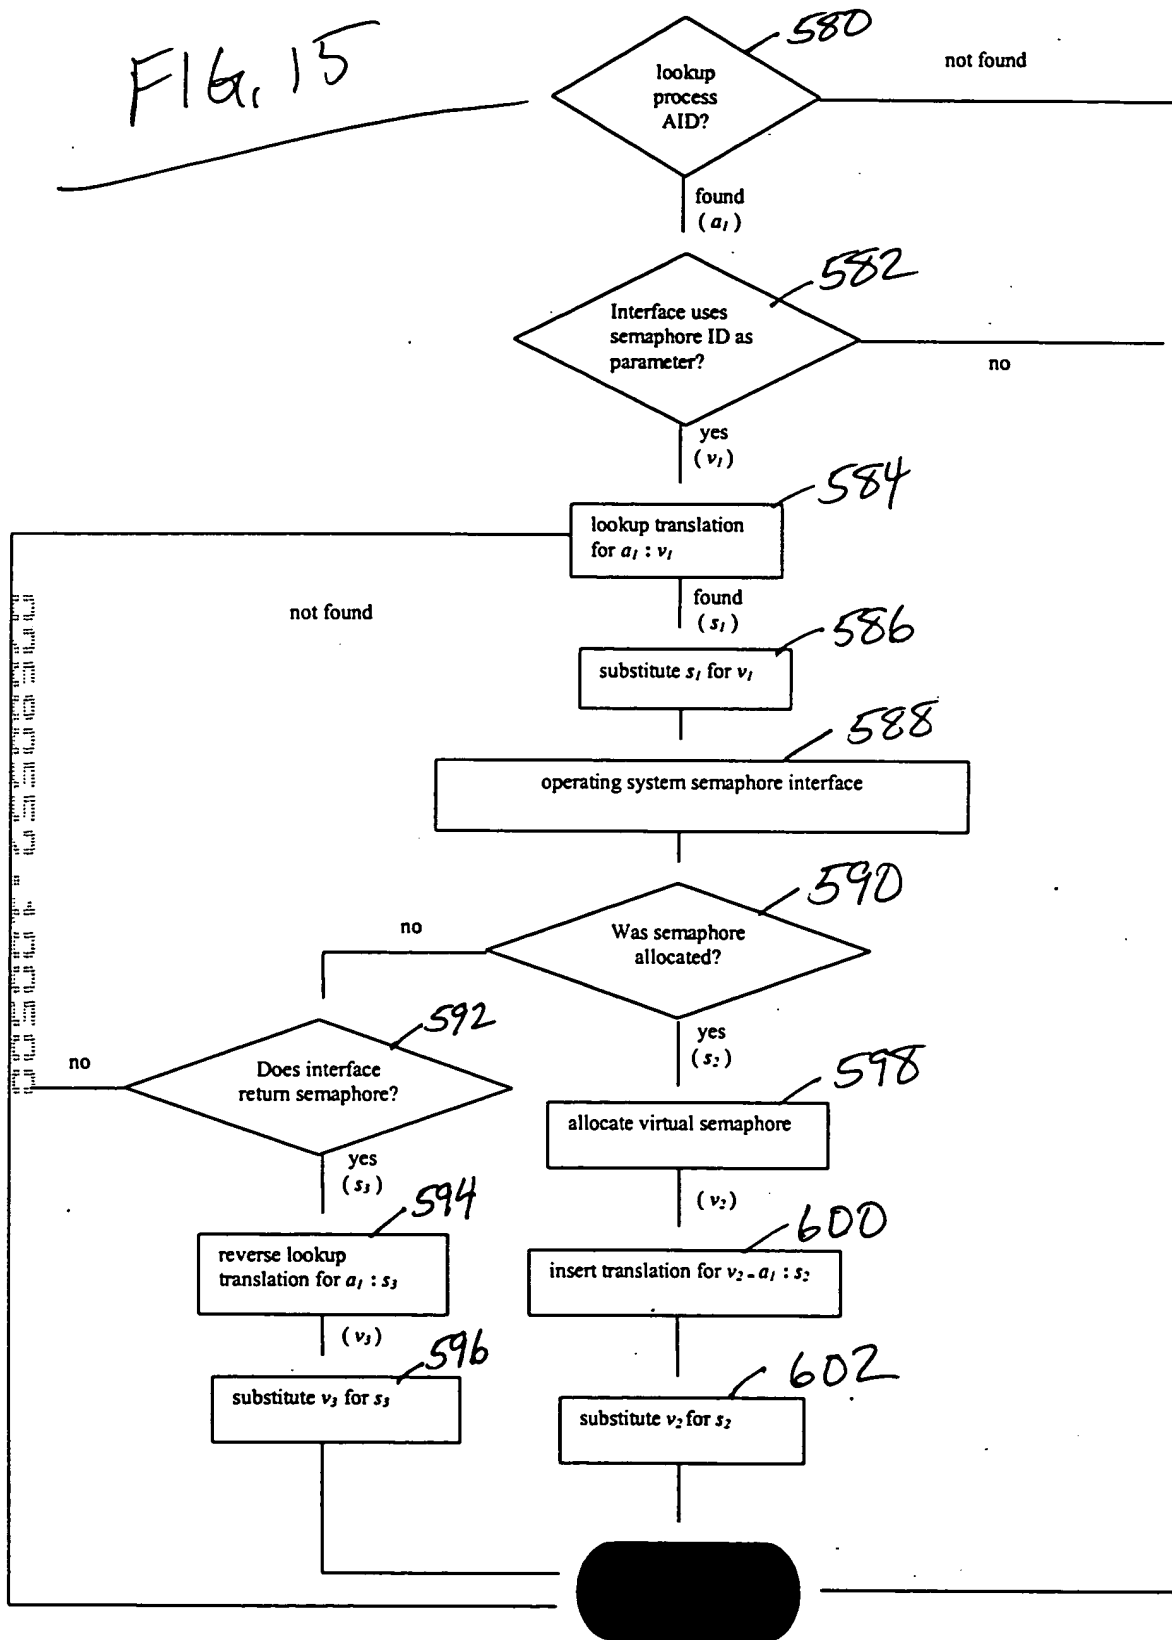 FIG. 15
580
lookup
process
AID?
not found
found
(a₁)
582
Interface uses
semaphore ID as
parameter?
no
yes
(v₁)
584
lookup translation
for a₁ : v₁
not found
found
(s₁)
586
substitute s₁ for v₁
588
operating system semaphore interface
590
Was semaphore
allocated?
no
yes
(s₂)
592
Does interface
return semaphore?
no
yes
(s₃)
598
allocate virtual semaphore
(v₂)
594
reverse lookup
translation for a₁ : s₃
(v₃)
600
insert translation for v₂ - a₁ : s₂
596
substitute v₃ for s₃
602
substitute v₂ for s₂